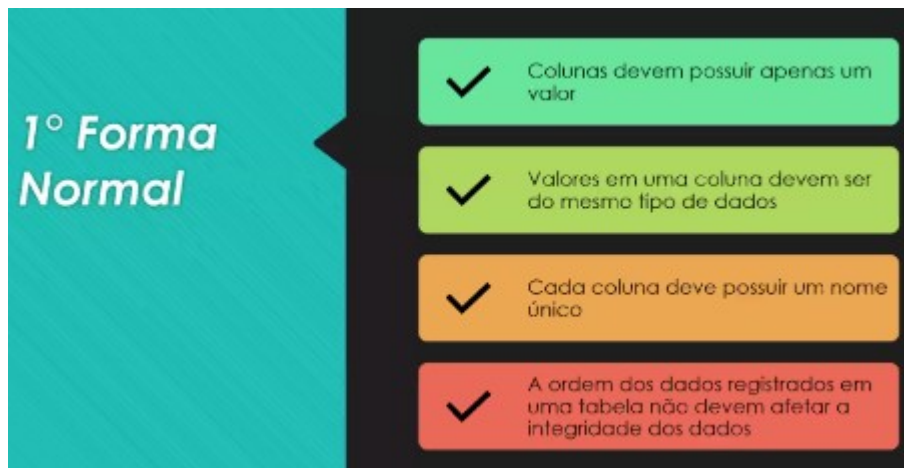 1° Forma
Normal
Colunas devem possuir apenas um
valor
Valores em uma coluna devem ser
do mesmo tipo de dados
Cada coluna deve possuir um nome
único
A ordem dos dados registrados em
uma tabela não devem afetar a
integridade dos dados